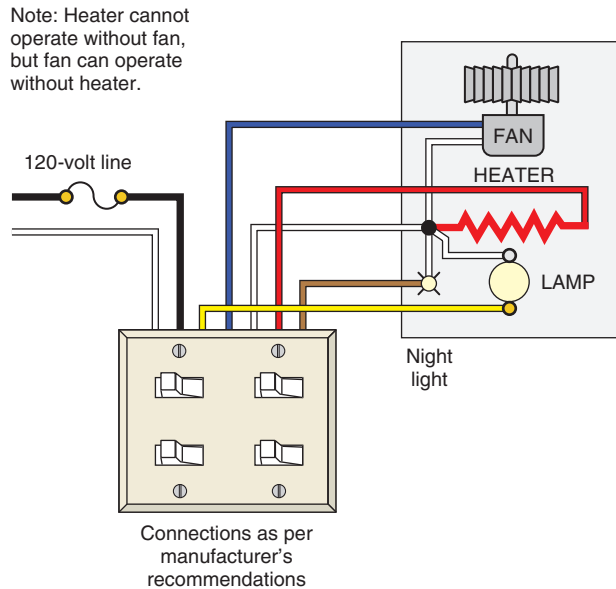 Note: Heater cannot
operate without fan,
but fan can operate
without heater.
120-volt line
FAN
HEATER
LAMP
Night
light
Connections as per
manufacturer's
recommendations